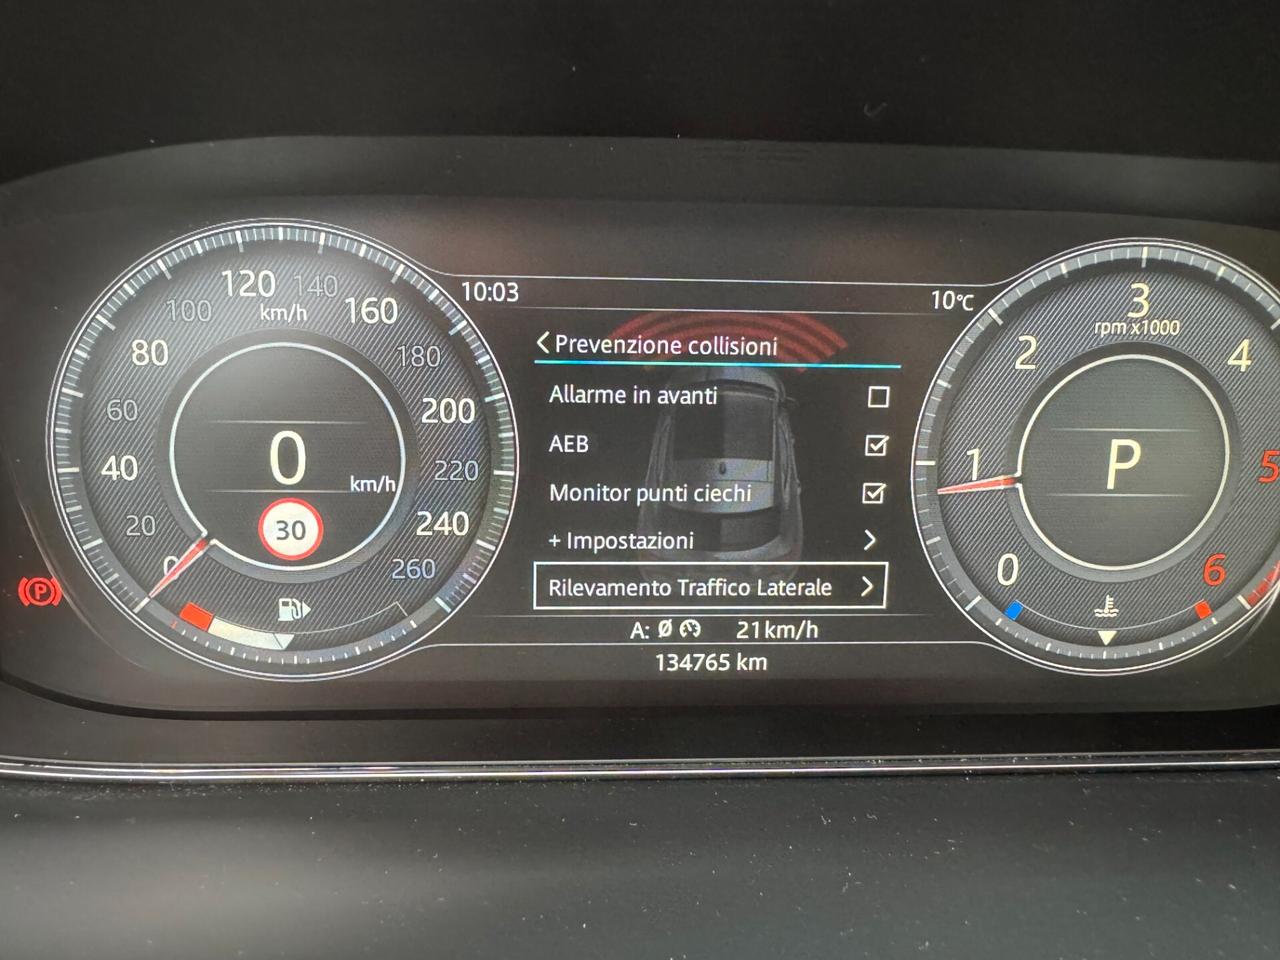 10:03
10°C
Prevenzione collisioni
Allarme in avanti
AEB
Monitor punti ciechi
+ Impostazioni
Rilevamento Traffico Laterale
A: Ø 21 km/h
134765 km
0
20
40
60
80
100
120
140
160
180
200
220
240
260
km/h
0
km/h
30
P
0
1
2
3
4
5
6
rpm x1000
P